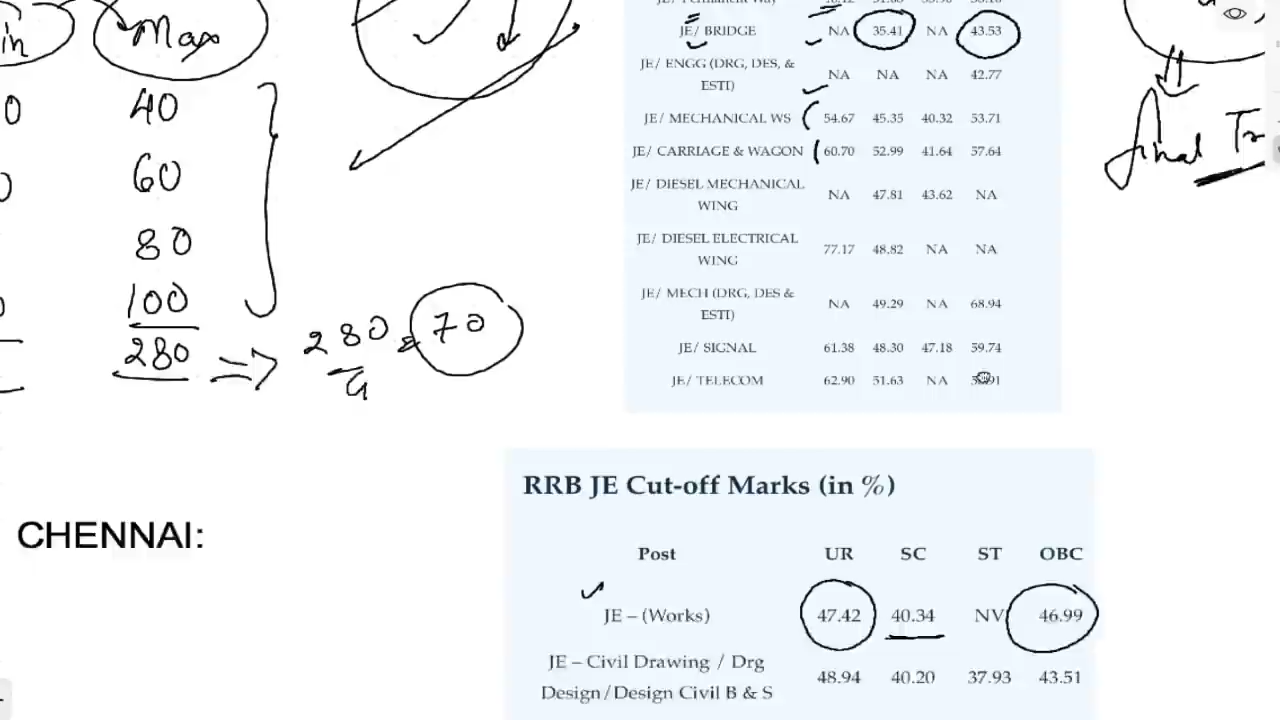 in
Max
0
40
0
60
80
100
280 => 280/4 = 70
JE/ BRIDGE NA 35.41 NA 43.53
JE/ ENGG (DRG, DES, & NA NA NA 42.77
ESTI)
JE/ MECHANICAL WS 54.67 45.35 40.32 53.71
JE/ CARRIAGE & WAGON 60.70 52.99 41.64 57.64
JE/ DIESEL MECHANICAL NA 47.81 43.62 NA
WING
JE/ DIESEL ELECTRICAL 77.17 48.82 NA NA
WING
JE/ MECH (DRG, DES & NA 49.29 NA 68.94
ESTI)
JE/ SIGNAL 61.38 48.30 47.18 59.74
JE/ TELECOM 62.90 51.63 NA
final
CHENNAI:
RRB JE Cut-off Marks (in %)
Post UR SC ST OBC
JE – (Works) 47.42 40.34 NV 46.99
JE – Civil Drawing / Drg 48.94 40.20 37.93 43.51
Design/Design Civil B & S